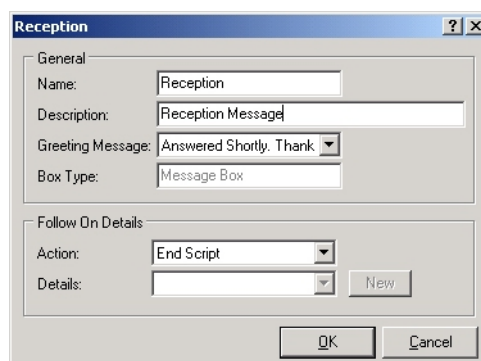 Reception
General
Name: Reception
Description: Reception Message
Greeting Message: Answered Shortly. Thank
Box Type: Message Box
Follow On Details
Action: End Script
Details: New
OK Cancel